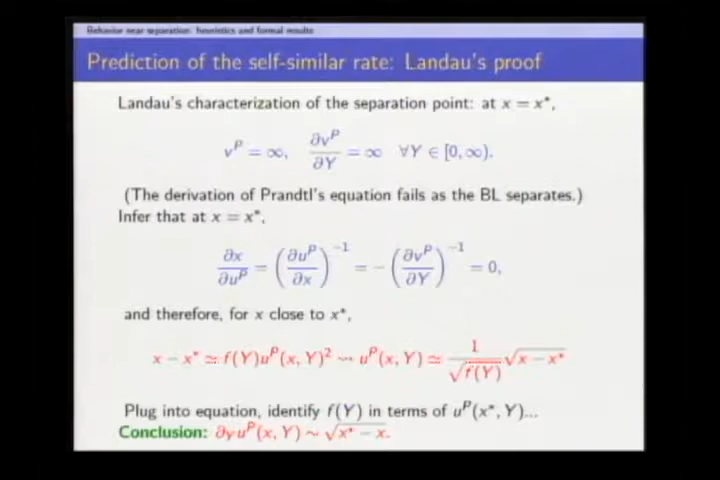 Behavior near separation: heuristics and formal results
Prediction of the self-similar rate: Landau's proof
Landau's characterization of the separation point: at x = x*,
v^P = ∞, ∂v^P/∂Y = ∞ ∀Y ∈ [0, ∞).
(The derivation of Prandtl's equation fails as the BL separates.)
Infer that at x = x*,
∂x/∂u^P = (∂u^P/∂x)^−1 = −(∂v^P/∂Y)^−1 = 0,
and therefore, for x close to x*,
x − x* ≃ f(Y)u^P(x, Y)² ⇝ u^P(x, Y) ≃ 1/√f(Y) √x − x*
Plug into equation, identify f(Y) in terms of u^P(x*, Y)...
Conclusion: ∂_Y u^P(x, Y) ∼ √x* − x.